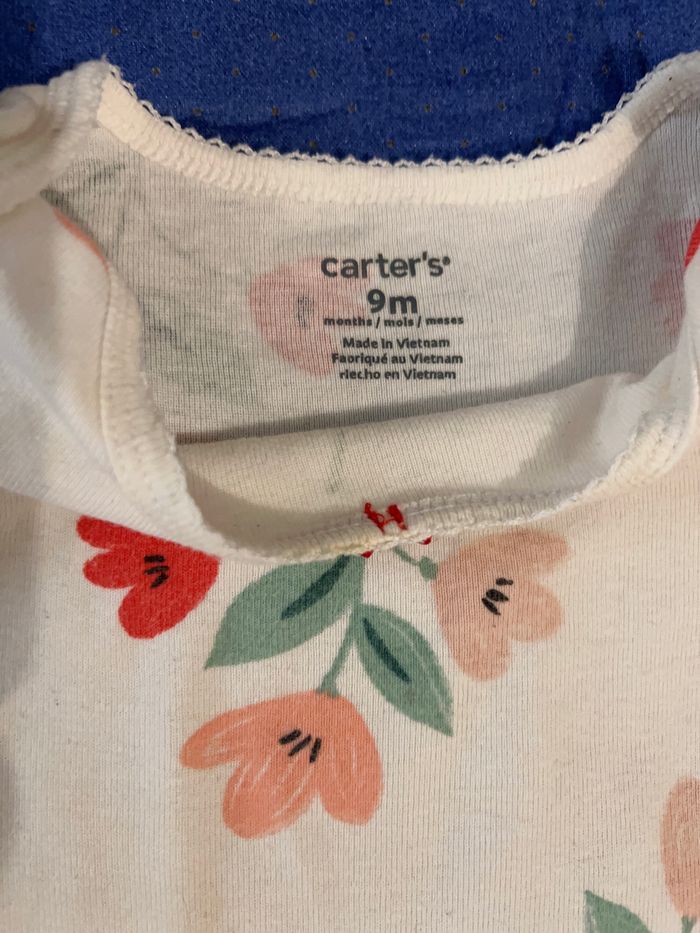 carter's®
9m
months / mois / meses
Made in Vietnam
Fabriqué au Vietnam
Hecho en Vietnam